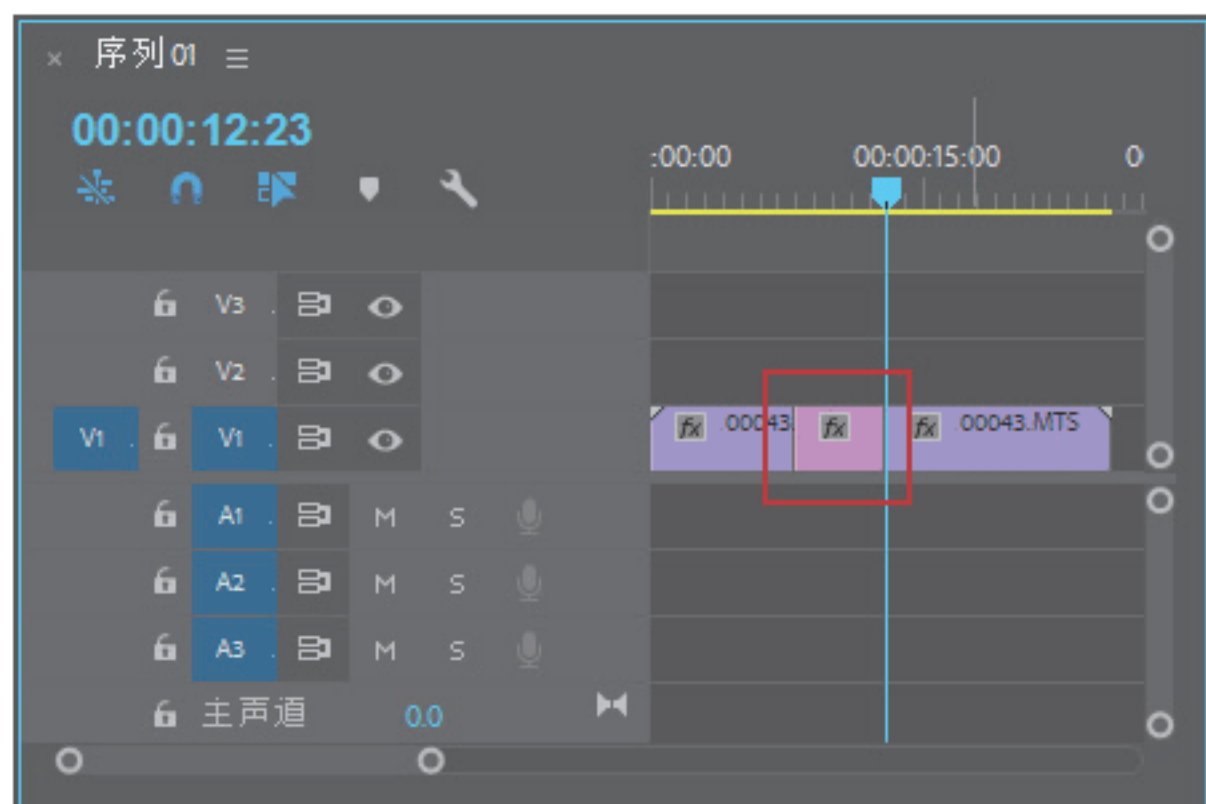 × 序列 01 ≡
00:00:12:23
:00:00 00:00:15:00 0
V3 .
V2 .
V1 . V1 . fx .00043. fx fx .00043.MTS
A1 . M S
A2 . M S
A3 . M S
主声道 0.0